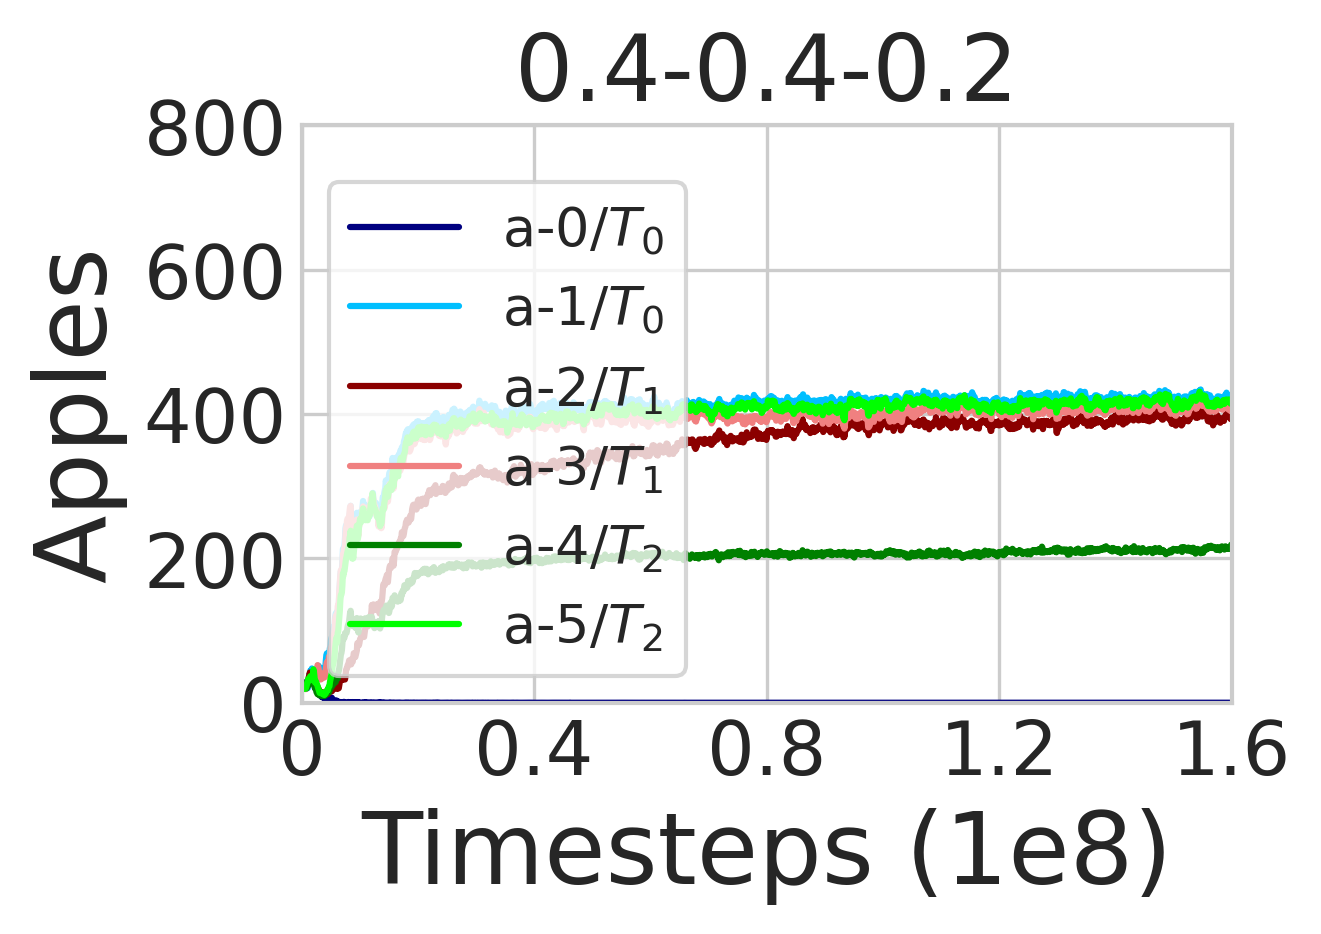 0.4-0.4-0.2
800
600
400
200
0
Apples
a-0/T₀
a-1/T₀
a-2/T₁
a-3/T₁
a-4/T₂
a-5/T₂
0 0.4 0.8 1.2 1.6
Timesteps (1e8)